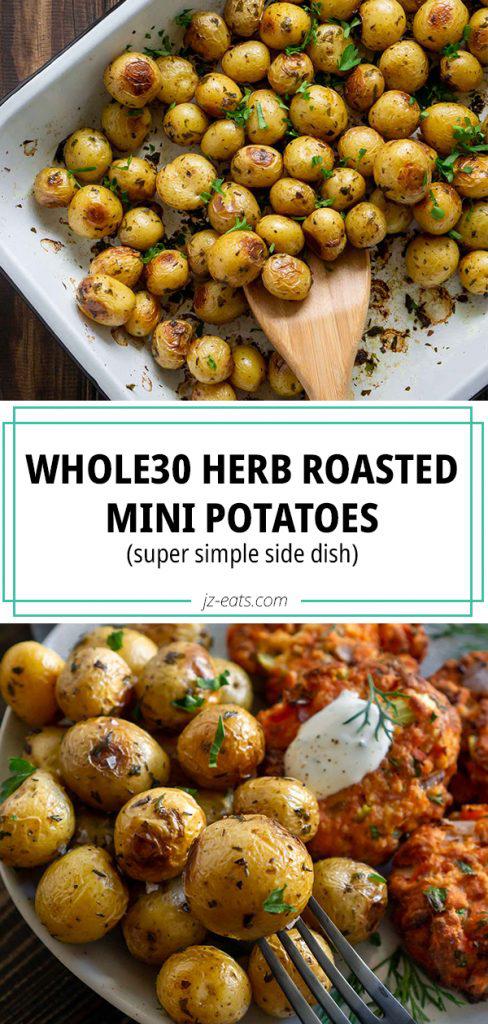 WHOLE30 HERB ROASTED
MINI POTATOES
(super simple side dish)
jz-eats.com